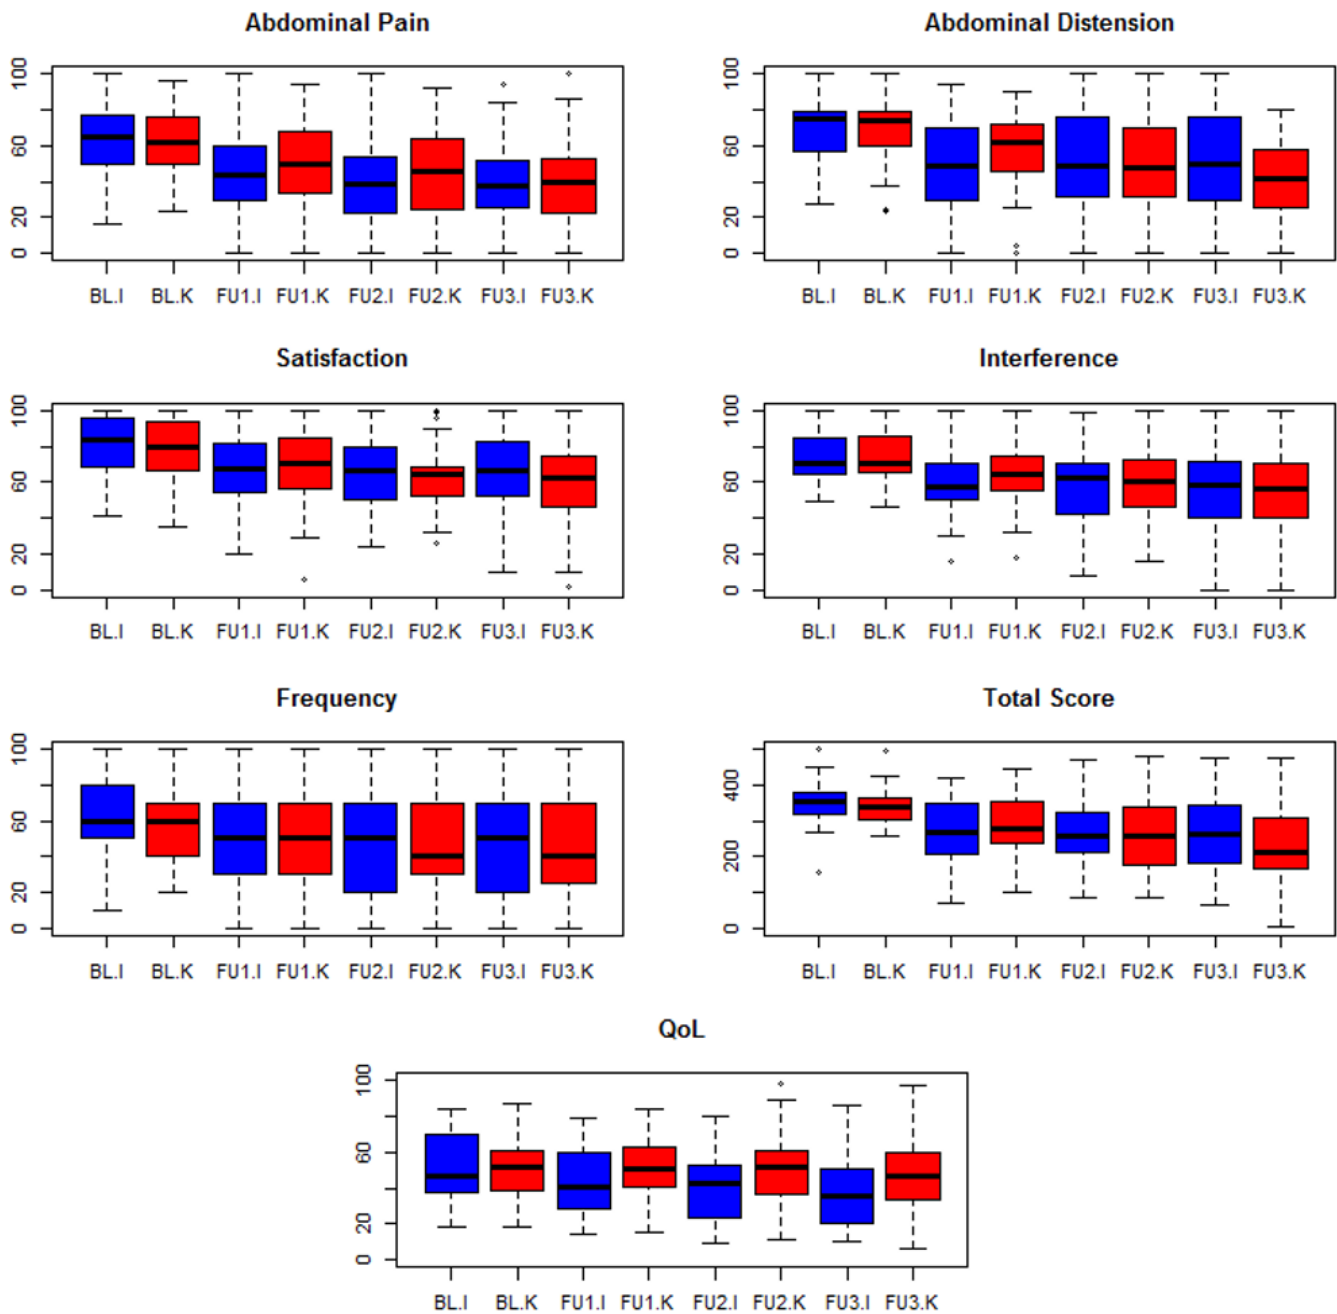 Abdominal Pain
100
60
20
0
BL.I BL.K FU1.I FU1.K FU2.I FU2.K FU3.I FU3.K
Abdominal Distension
100
60
20
0
BL.I BL.K FU1.I FU1.K FU2.I FU2.K FU3.I FU3.K
Satisfaction
100
60
20
0
BL.I BL.K FU1.I FU1.K FU2.I FU2.K FU3.I FU3.K
Interference
100
60
20
0
BL.I BL.K FU1.I FU1.K FU2.I FU2.K FU3.I FU3.K
Frequency
100
60
20
0
BL.I BL.K FU1.I FU1.K FU2.I FU2.K FU3.I FU3.K
Total Score
400
200
0
BL.I BL.K FU1.I FU1.K FU2.I FU2.K FU3.I FU3.K
QoL
100
60
20
0
BL.I BL.K FU1.I FU1.K FU2.I FU2.K FU3.I FU3.K